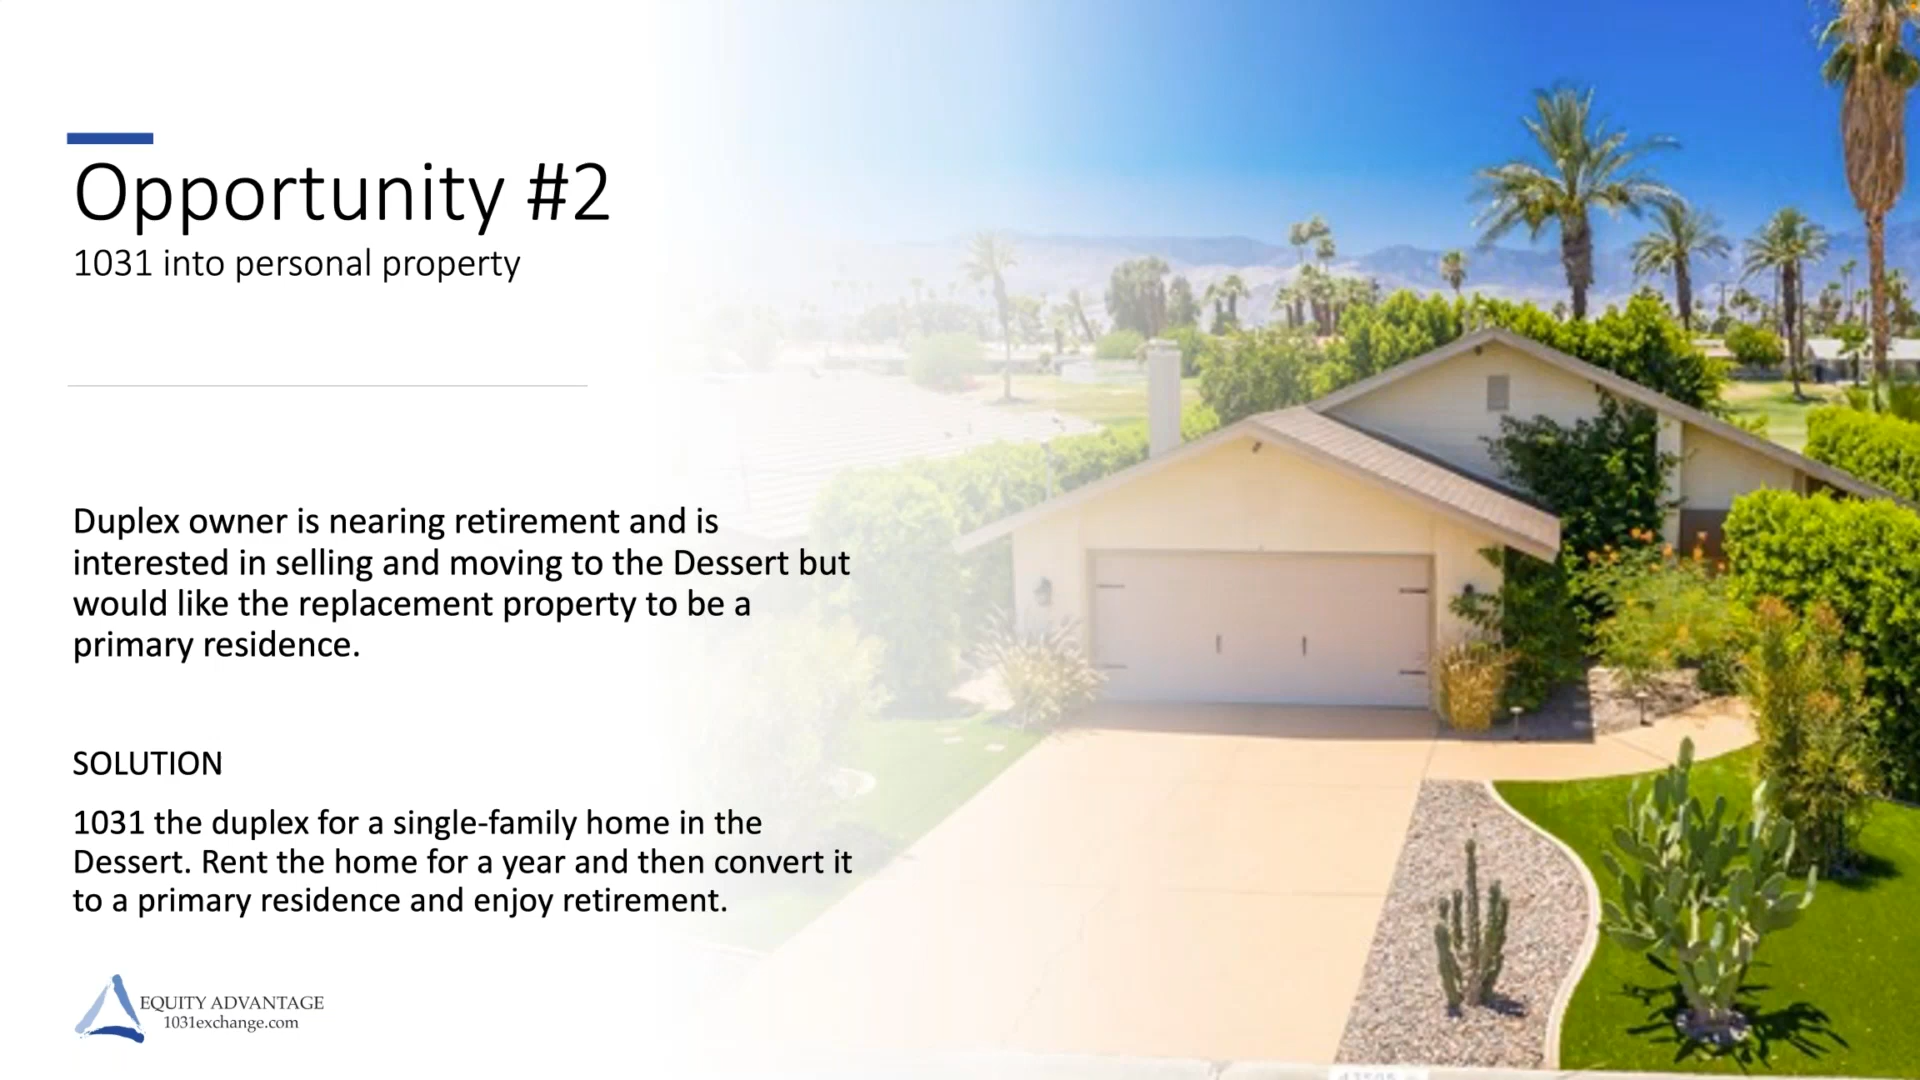 Opportunity #2
1031 into personal property
Duplex owner is nearing retirement and is
interested in selling and moving to the Dessert but
would like the replacement property to be a
primary residence.
SOLUTION
1031 the duplex for a single-family home in the
Dessert. Rent the home for a year and then convert it
to a primary residence and enjoy retirement.
EQUITY ADVANTAGE
1031exchange.com